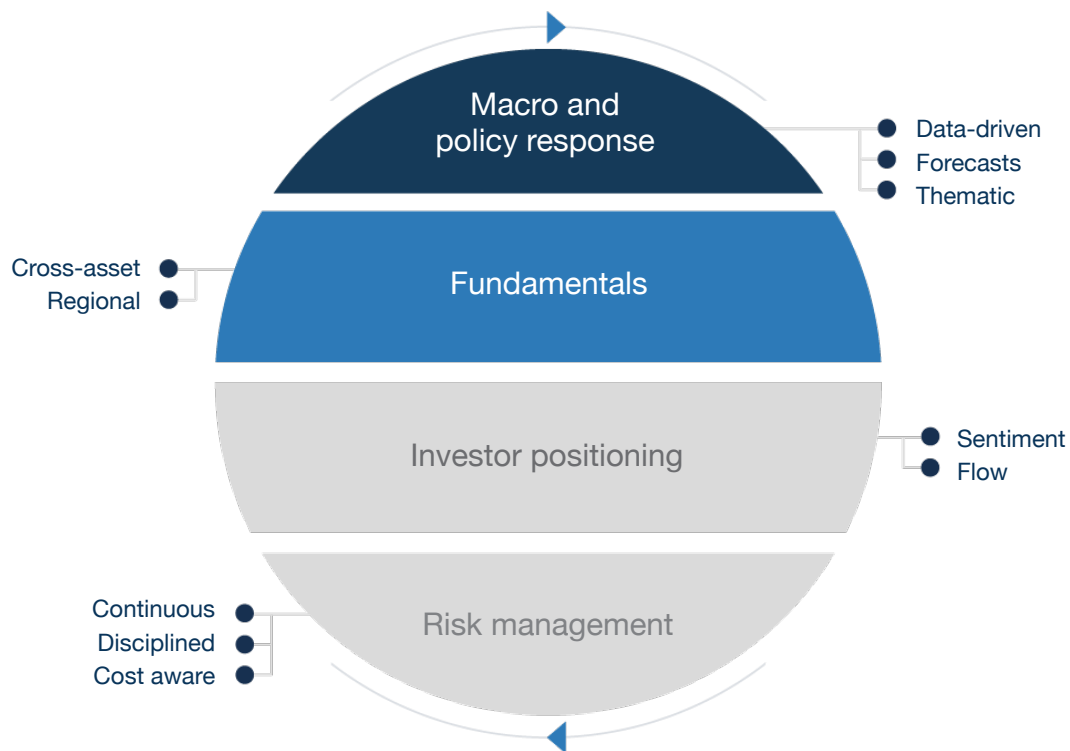 Macro and
policy response
Data-driven
Forecasts
Thematic
Fundamentals
Cross-asset
Regional
Investor positioning
Sentiment
Flow
Risk management
Continuous
Disciplined
Cost aware